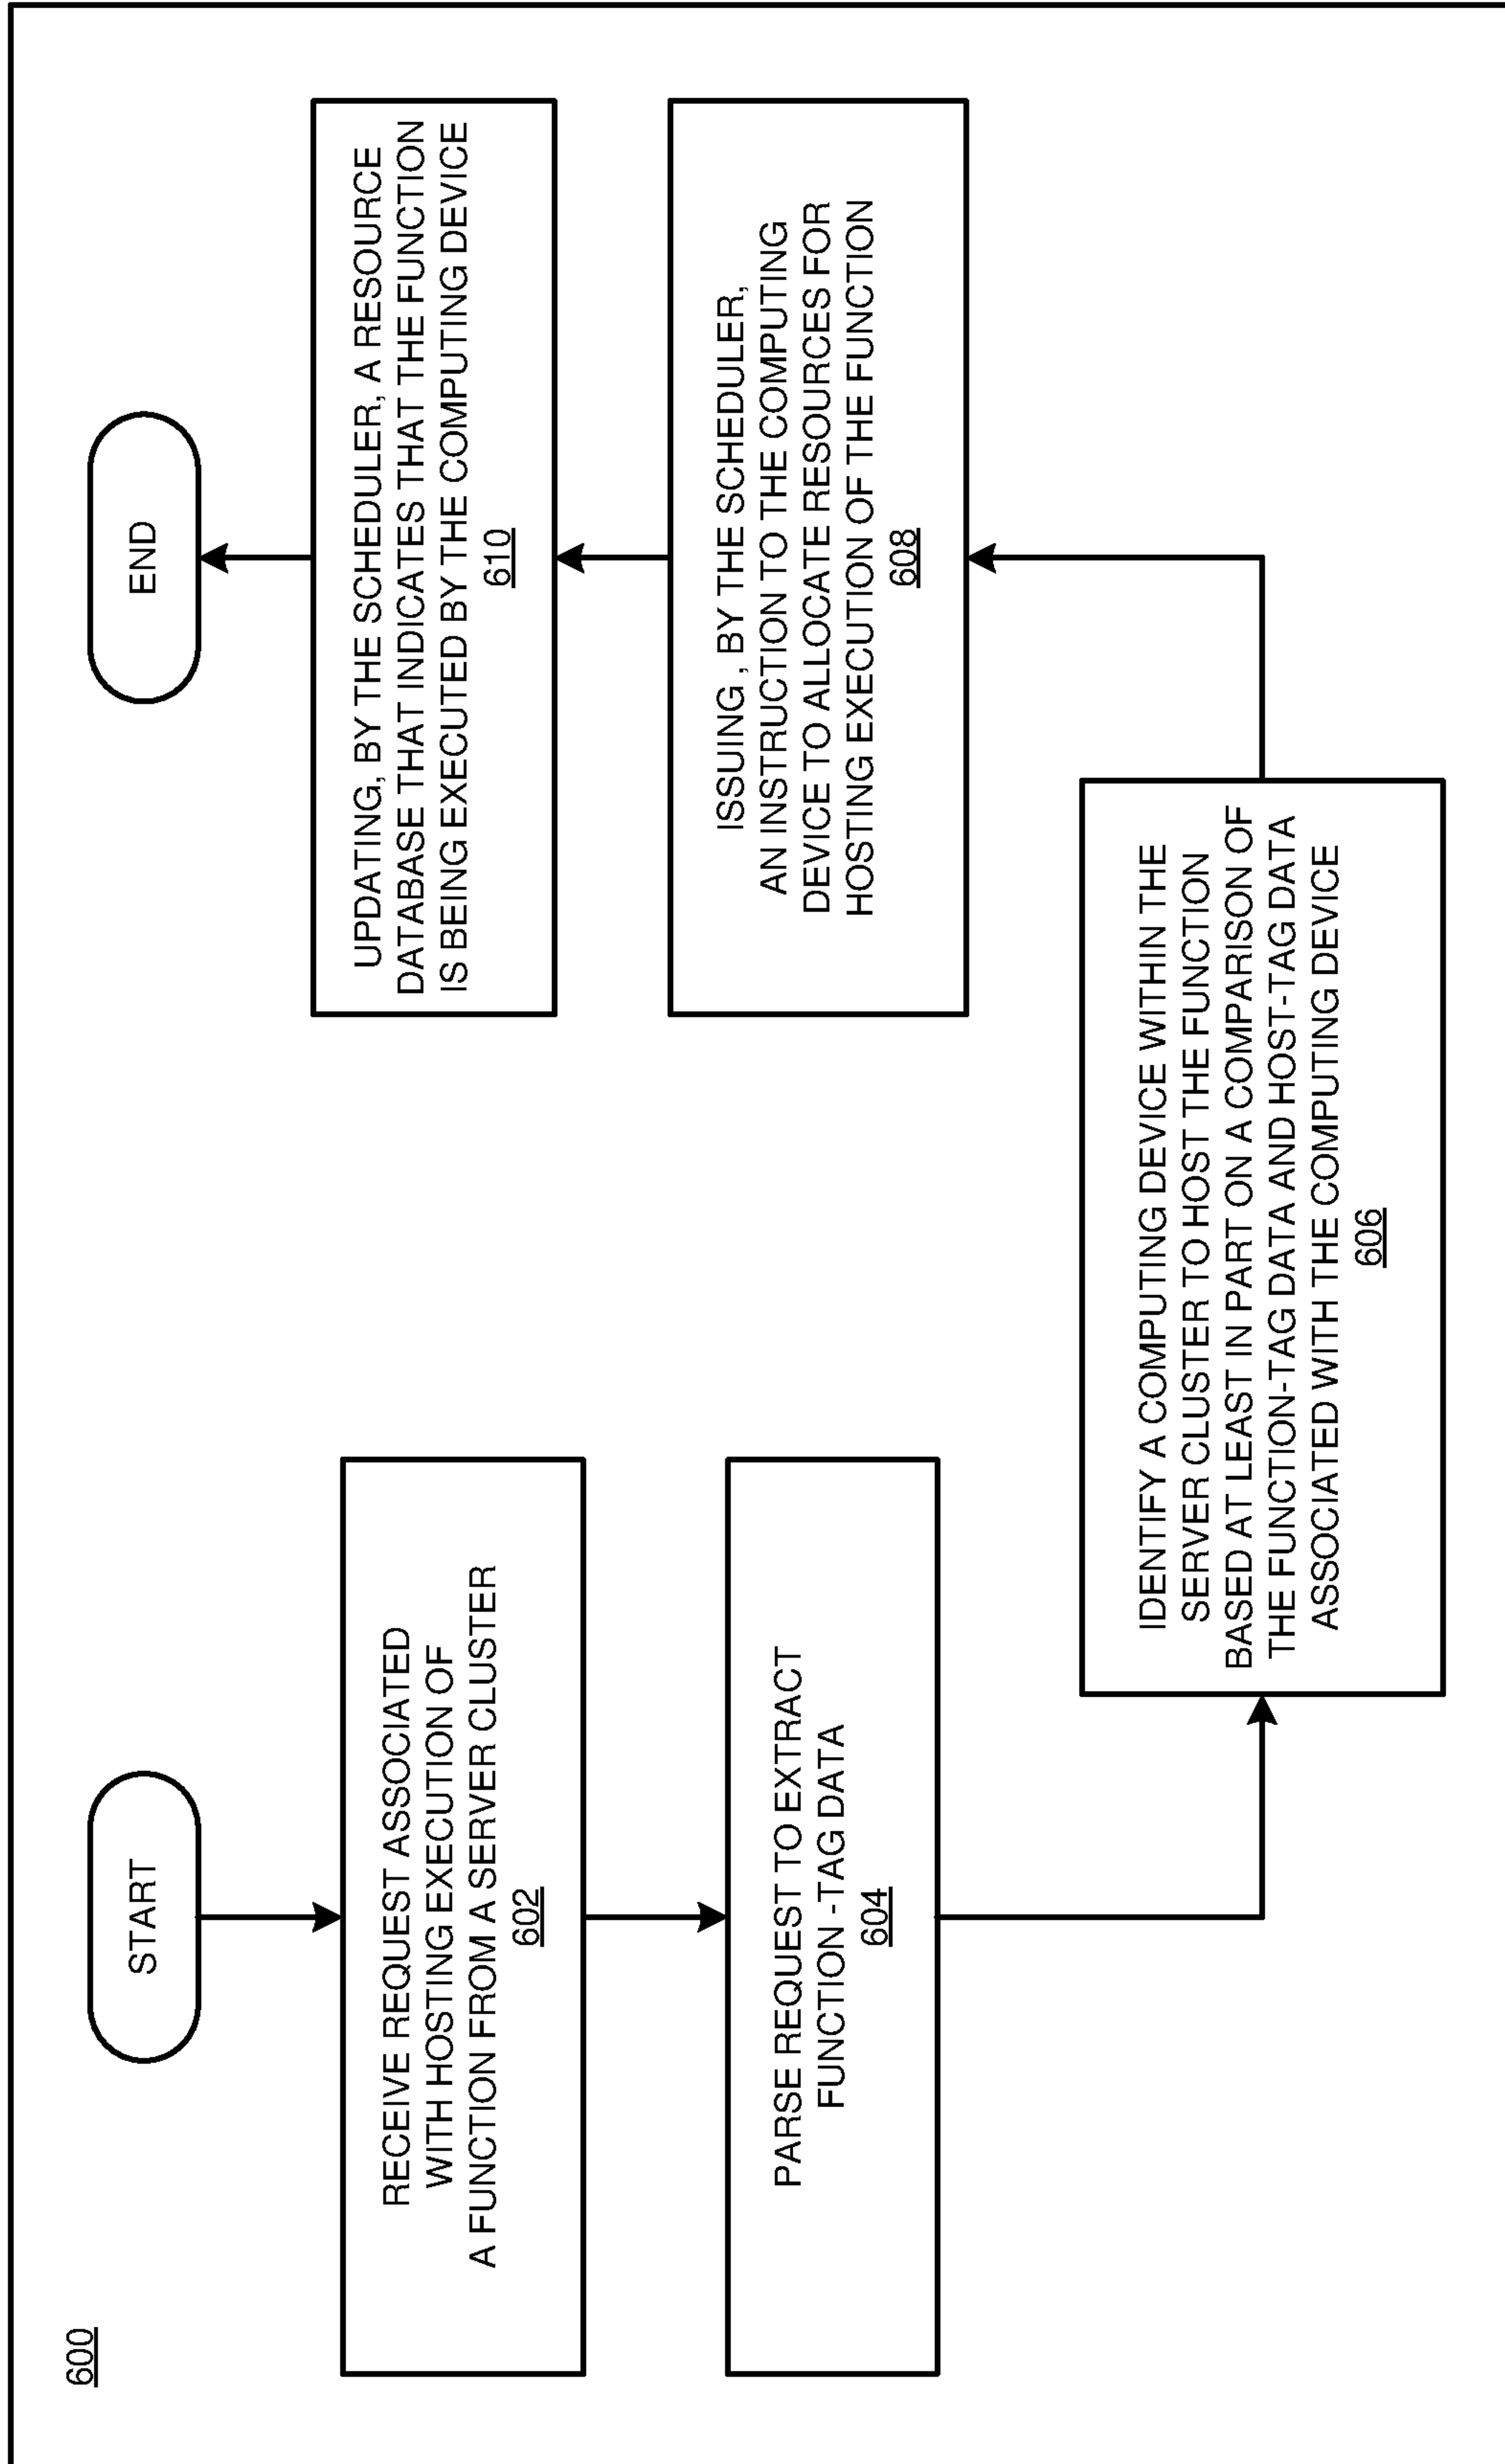 600
START
RECEIVE REQUEST ASSOCIATED
WITH HOSTING EXECUTION OF
A FUNCTION FROM A SERVER CLUSTER
602
PARSE REQUEST TO EXTRACT
FUNCTION -TAG DATA
604
IDENTIFY A COMPUTING DEVICE WITHIN THE
SERVER CLUSTER TO HOST THE FUNCTION
BASED AT LEAST IN PART ON A COMPARISON OF
THE FUNCTION-TAG DATA AND HOST-TAG DATA
ASSOCIATED WITH THE COMPUTING DEVICE
606
ISSUING , BY THE SCHEDULER,
AN INSTRUCTION TO THE COMPUTING
DEVICE TO ALLOCATE RESOURCES FOR
HOSTING EXECUTION OF THE FUNCTION
608
UPDATING, BY THE SCHEDULER, A RESOURCE
DATABASE THAT INDICATES THAT THE FUNCTION
IS BEING EXECUTED BY THE COMPUTING DEVICE
610
END